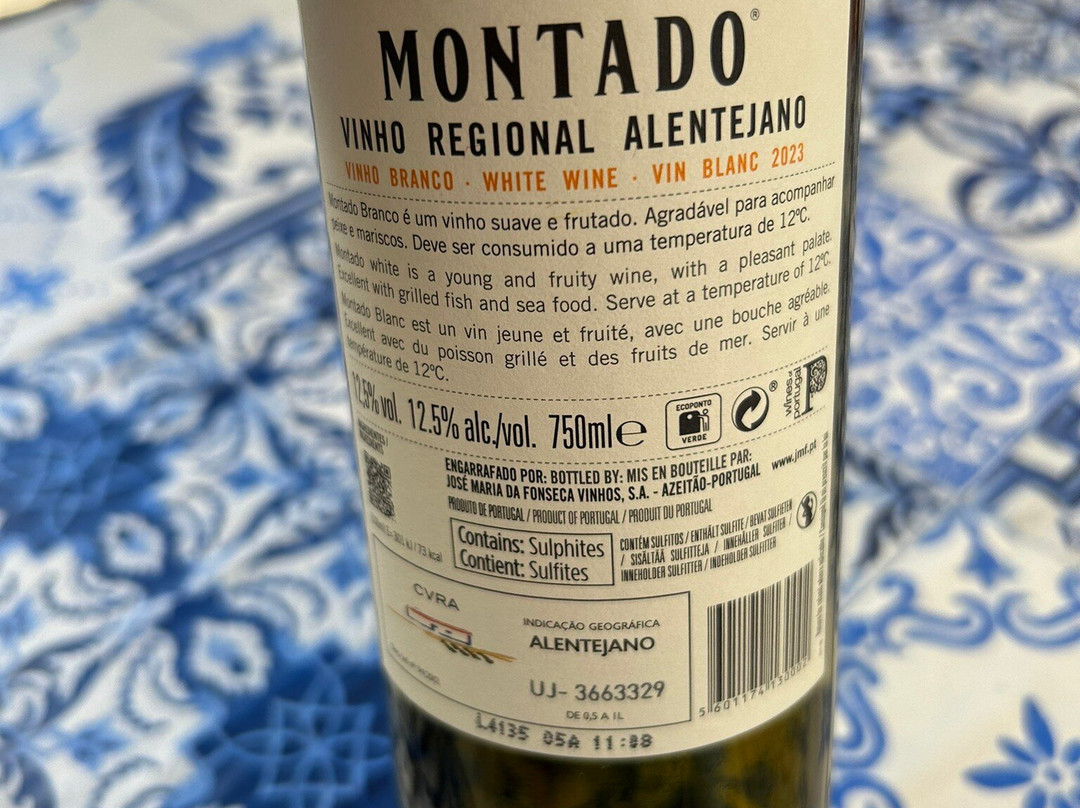 MONTADO®
VINHO REGIONAL ALENTEJANO
VINHO BRANCO · WHITE WINE · VIN BLANC 2023
Montado Branco é um vinho suave e frutado. Agradável para acompanhar
peixe e mariscos. Deve ser consumido a uma temperatura de 12ºC.
Montado white is a young and fruity wine, with a pleasant palate.
Excellent with grilled fish and sea food. Serve at a temperature of 12ºC.
Montado Blanc est un vin jeune et fruité, avec une bouche agréable.
Excellent avec du poisson grillé et des fruits de mer. Servir à une
température de 12ºC.
12.5% vol. 12.5% alc./vol. 750ml e
ECOPONTO
VERDE
®
wines of
portugal
INGREDIENTES /
INGREDIENTS
ENGARRAFADO POR: BOTTLED BY: MIS EN BOUTEILLE PAR:
JOSÉ MARIA DA FONSECA VINHOS, S.A. - AZEITÃO-PORTUGAL
www.jmf.pt
PRODUTO DE PORTUGAL / PRODUCT OF PORTUGAL / PRODUIT DU PORTUGAL
/ 73 kcal
Contains: Sulphites
Contient: Sulfites
CONTÉM SULFITOS / ENTHÄLT SULFITE / BEVAT SULFIETEN
/ SISÄLTÄÄ SULFIITTEJA / INNEHÅLLER SULFITER /
INNEHOLDER SULFITTER / INDEHOLDER SULFITTER
CVRA
INDICAÇÃO GEOGRÁFICA
ALENTEJANO
UJ- 3663329
DE 0,5 A 1L
L4135 05A 11:08